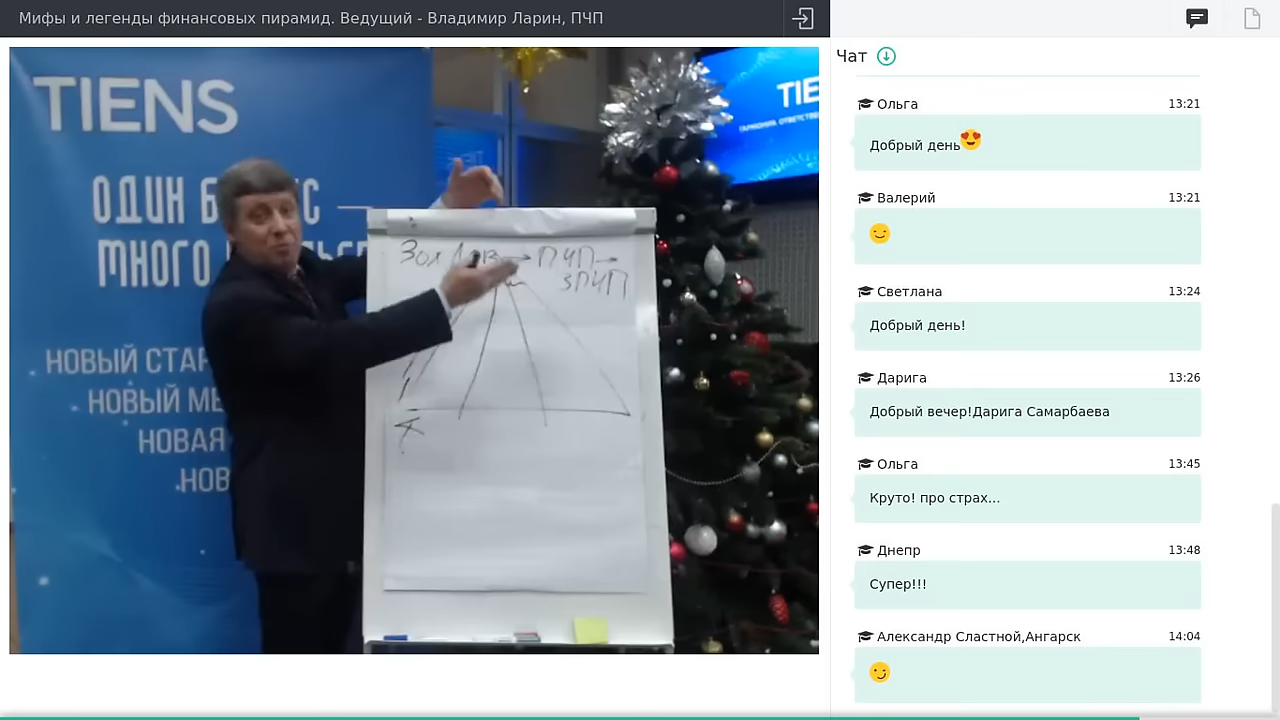 Мифы и легенды финансовых пирамид. Ведущий - Владимир Ларин, ПЧП
TIENS
ОДИН
МНОГО
НОВЫЙ СТАР
НОВЫЙ МЕ
НОВАЯ
НОВ
TIE
Зол → ПЧП →
ЗПЧП
Чат
Ольга 13:21
Добрый день😍
Валерий 13:21
🙂
Светлана 13:24
Добрый день!
Дарига 13:26
Добрый вечер!Дарига Самарбаева
Ольга 13:45
Круто! про страх...
Днепр 13:48
Супер!!!
Александр Сластной,Ангарск 14:04
😉